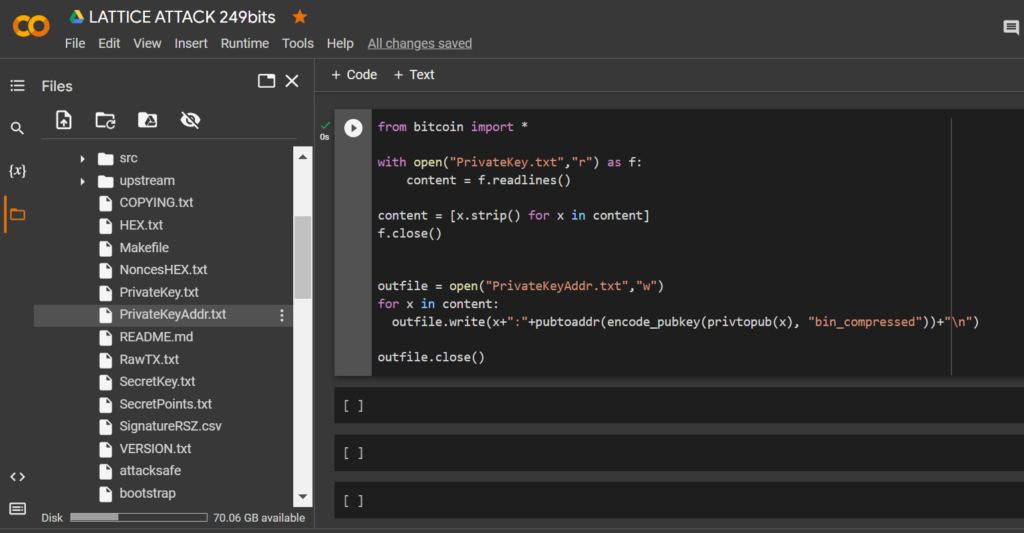 LATTICE ATTACK 249bits
File Edit View Insert Runtime Tools Help All changes saved
Files
+ Code + Text
{x}
src
upstream
COPYING.txt
HEX.txt
Makefile
NoncesHEX.txt
PrivateKey.txt
PrivateKeyAddr.txt
README.md
RawTX.txt
SecretKey.txt
SecretPoints.txt
SignatureRSZ.csv
VERSION.txt
attacksafe
bootstrap
Disk 70.06 GB available
0s
from bitcoin import *
with open("PrivateKey.txt","r") as f:
content = f.readlines()
content = [x.strip() for x in content]
f.close()
outfile = open("PrivateKeyAddr.txt","w")
for x in content:
outfile.write(x+":"+pubtoaddr(encode_pubkey(privtopub(x), "bin_compressed"))+"\n")
outfile.close()
[ ]
[ ]
[ ]